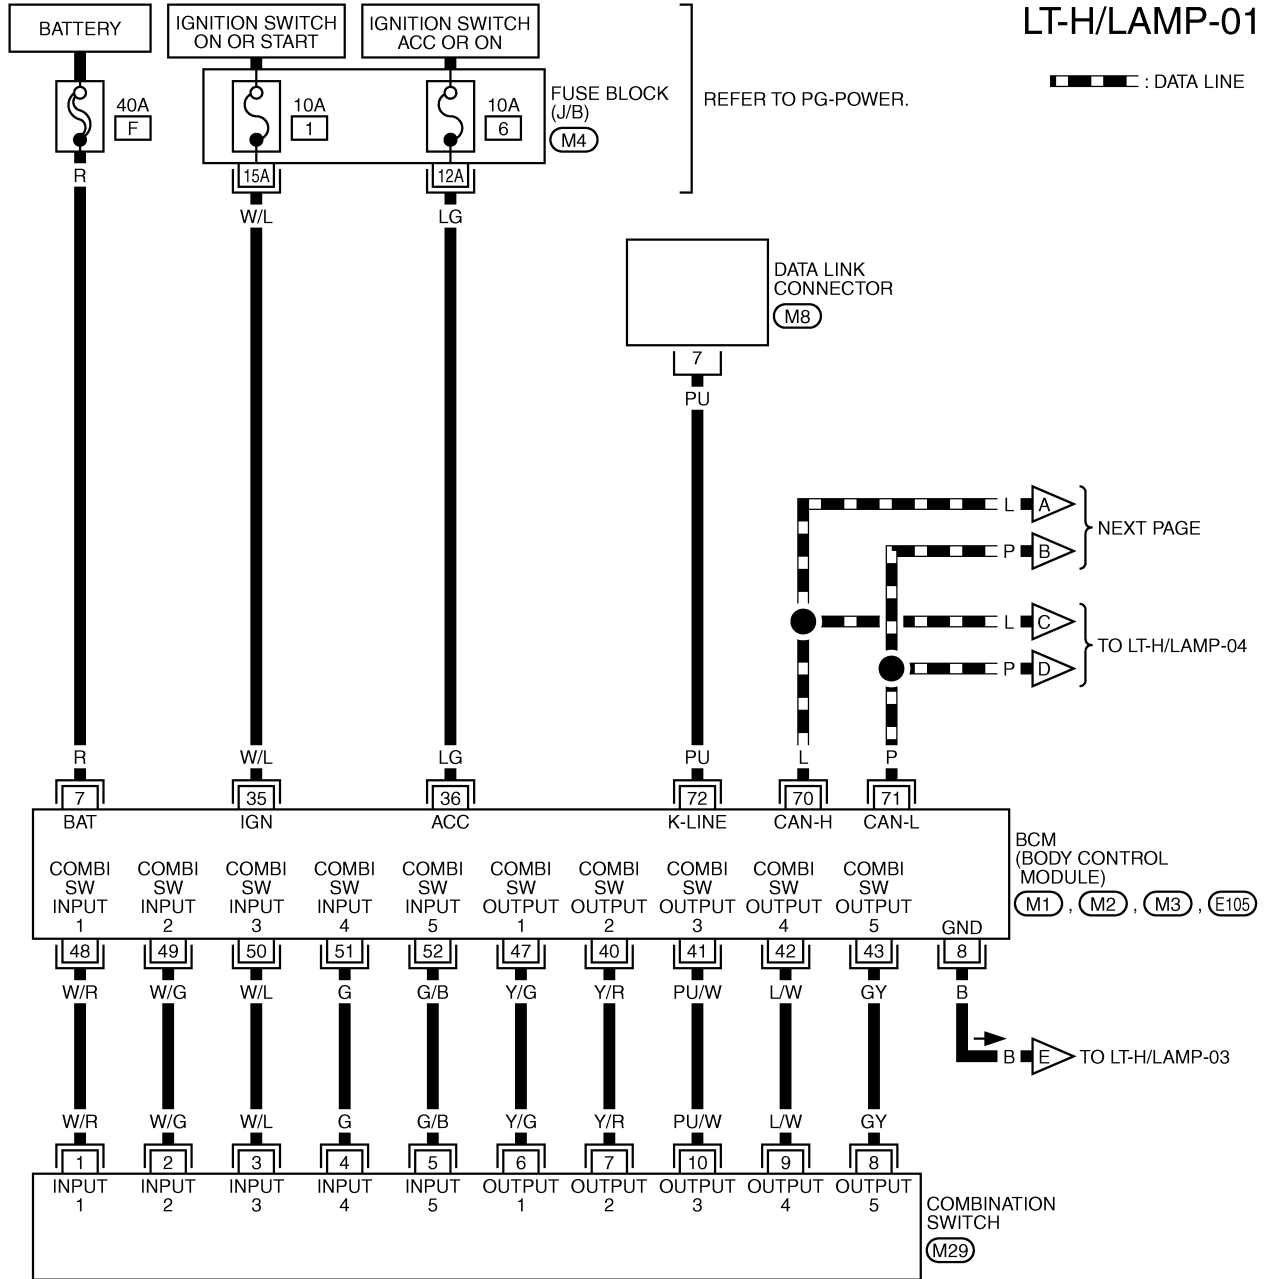 LT-H/LAMP-01
: DATA LINE
BATTERY
IGNITION SWITCH
ON OR START
IGNITION SWITCH
ACC OR ON
40A
F
10A
1
10A
6
FUSE BLOCK
(J/B)
M4
REFER TO PG-POWER.
15A
12A
R
W/L
LG
DATA LINK
CONNECTOR
M8
7
PU
L
A
P
B
NEXT PAGE
L
C
P
D
TO LT-H/LAMP-04
R
W/L
LG
PU
L
P
7
35
36
72
70
71
BAT
IGN
ACC
K-LINE
CAN-H
CAN-L
BCM
(BODY CONTROL
MODULE)
M1 , M2 , M3 , E105
COMBI
SW
INPUT
1
COMBI
SW
INPUT
2
COMBI
SW
INPUT
3
COMBI
SW
INPUT
4
COMBI
SW
INPUT
5
COMBI
SW
OUTPUT
1
COMBI
SW
OUTPUT
2
COMBI
SW
OUTPUT
3
COMBI
SW
OUTPUT
4
COMBI
SW
OUTPUT
5
GND
48
49
50
51
52
47
40
41
42
43
8
W/R
W/G
W/L
G
G/B
Y/G
Y/R
PU/W
L/W
GY
B
B
E
TO LT-H/LAMP-03
W/R
W/G
W/L
G
G/B
Y/G
Y/R
PU/W
L/W
GY
1
2
3
4
5
6
7
10
9
8
INPUT
1
INPUT
2
INPUT
3
INPUT
4
INPUT
5
OUTPUT
1
OUTPUT
2
OUTPUT
3
OUTPUT
4
OUTPUT
5
COMBINATION
SWITCH
M29